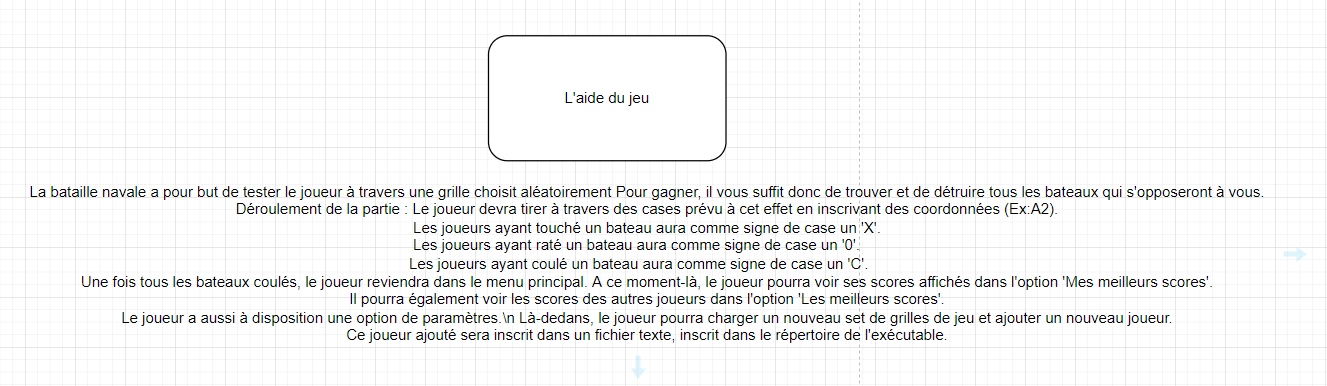 L'aide du jeu
La bataille navale a pour but de tester le joueur à travers une grille choisit aléatoirement Pour gagner, il vous suffit donc de trouver et de détruire tous les bateaux qui s'opposeront à vous.
Déroulement de la partie : Le joueur devra tirer à travers des cases prévu à cet effet en inscrivant des coordonnées (Ex:A2).
Les joueurs ayant touché un bateau aura comme signe de case un 'X'.
Les joueurs ayant raté un bateau aura comme signe de case un '0'.
Les joueurs ayant coulé un bateau aura comme signe de case un 'C'.
Une fois tous les bateaux coulés, le joueur reviendra dans le menu principal. A ce moment-là, le joueur pourra voir ses scores affichés dans l'option 'Mes meilleurs scores'.
Il pourra également voir les scores des autres joueurs dans l'option 'Les meilleurs scores'.
Le joueur a aussi à disposition une option de paramètres.\n Là-dedans, le joueur pourra charger un nouveau set de grilles de jeu et ajouter un nouveau joueur.
Ce joueur ajouté sera inscrit dans un fichier texte, inscrit dans le répertoire de l'exécutable.